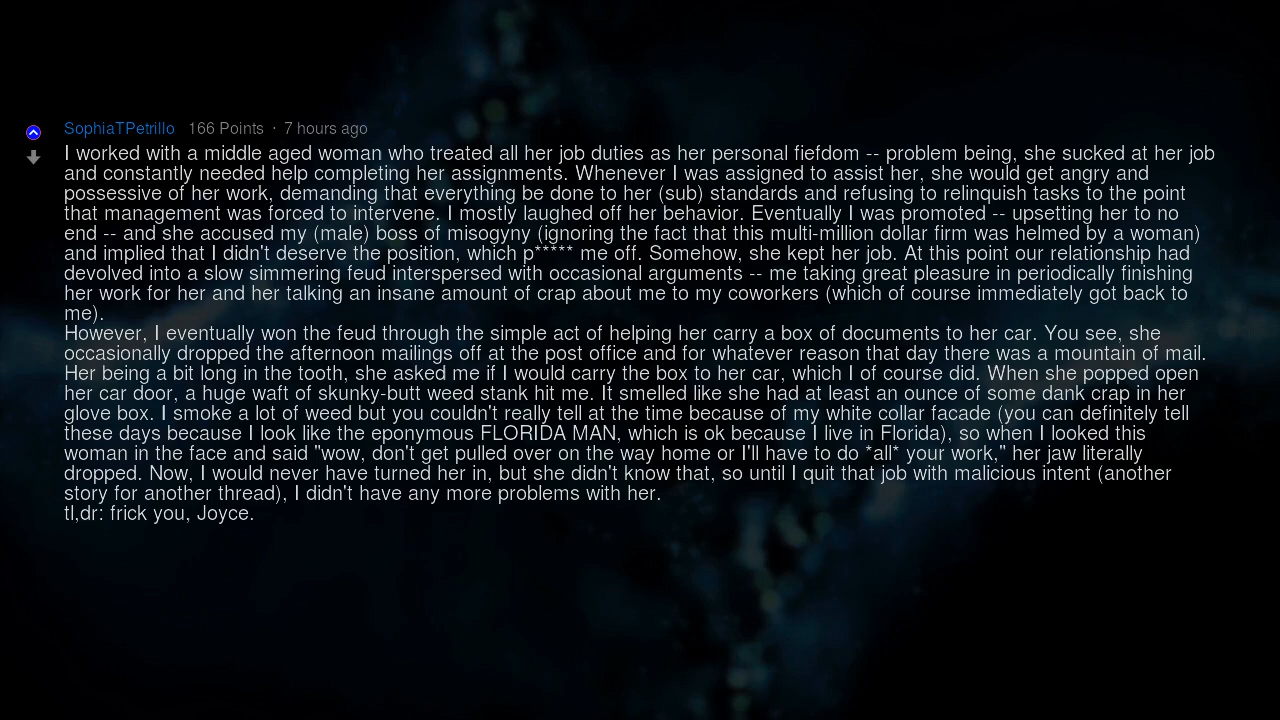 SophiaTPetrillo 166 Points · 7 hours ago
I worked with a middle aged woman who treated all her job duties as her personal fiefdom -- problem being, she sucked at her job
and constantly needed help completing her assignments. Whenever I was assigned to assist her, she would get angry and
possessive of her work, demanding that everything be done to her (sub) standards and refusing to relinquish tasks to the point
that management was forced to intervene. I mostly laughed off her behavior. Eventually I was promoted -- upsetting her to no
end -- and she accused my (male) boss of misogyny (ignoring the fact that this multi-million dollar firm was helmed by a woman)
and implied that I didn't deserve the position, which p***** me off. Somehow, she kept her job. At this point our relationship had
devolved into a slow simmering feud interspersed with occasional arguments -- me taking great pleasure in periodically finishing
her work for her and her talking an insane amount of crap about me to my coworkers (which of course immediately got back to
me).
However, I eventually won the feud through the simple act of helping her carry a box of documents to her car. You see, she
occasionally dropped the afternoon mailings off at the post office and for whatever reason that day there was a mountain of mail.
Her being a bit long in the tooth, she asked me if I would carry the box to her car, which I of course did. When she popped open
her car door, a huge waft of skunky-butt weed stank hit me. It smelled like she had at least an ounce of some dank crap in her
glove box. I smoke a lot of weed but you couldn't really tell at the time because of my white collar facade (you can definitely tell
these days because I look like the eponymous FLORIDA MAN, which is ok because I live in Florida), so when I looked this
woman in the face and said "wow, don't get pulled over on the way home or I'll have to do *all* your work," her jaw literally
dropped. Now, I would never have turned her in, but she didn't know that, so until I quit that job with malicious intent (another
story for another thread), I didn't have any more problems with her.
tl,dr: frick you, Joyce.